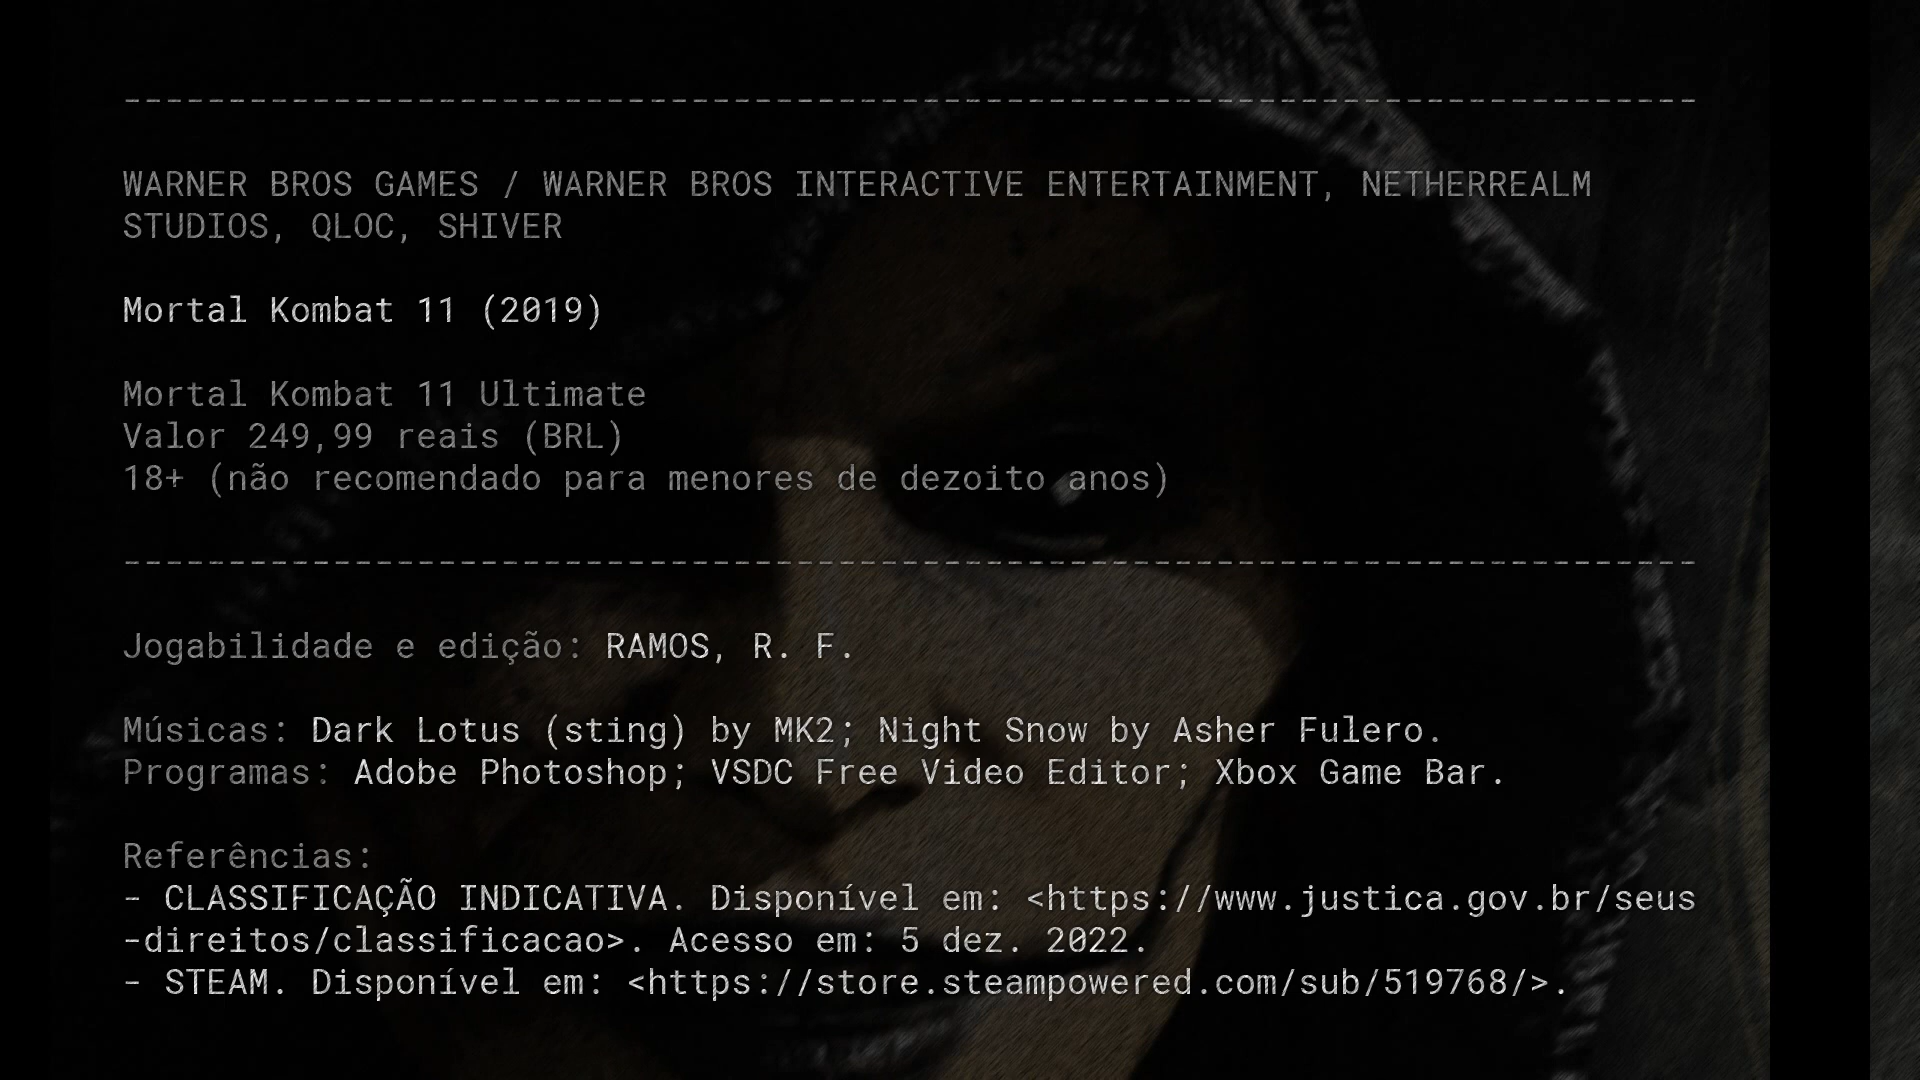 ---------------------------------------------------------------------------
WARNER BROS GAMES / WARNER BROS INTERACTIVE ENTERTAINMENT, NETHERREALM
STUDIOS, QLOC, SHIVER
Mortal Kombat 11 (2019)
Mortal Kombat 11 Ultimate
Valor 249,99 reais (BRL)
18+ (não recomendado para menores de dezoito anos)
---------------------------------------------------------------------------
Jogabilidade e edição: RAMOS, R. F.
Músicas: Dark Lotus (sting) by MK2; Night Snow by Asher Fulero.
Programas: Adobe Photoshop; VSDC Free Video Editor; Xbox Game Bar.
Referências:
- CLASSIFICAÇÃO INDICATIVA. Disponível em: <https://www.justica.gov.br/seus
-direitos/classificacao>. Acesso em: 5 dez. 2022.
- STEAM. Disponível em: <https://store.steampowered.com/sub/519768/>.